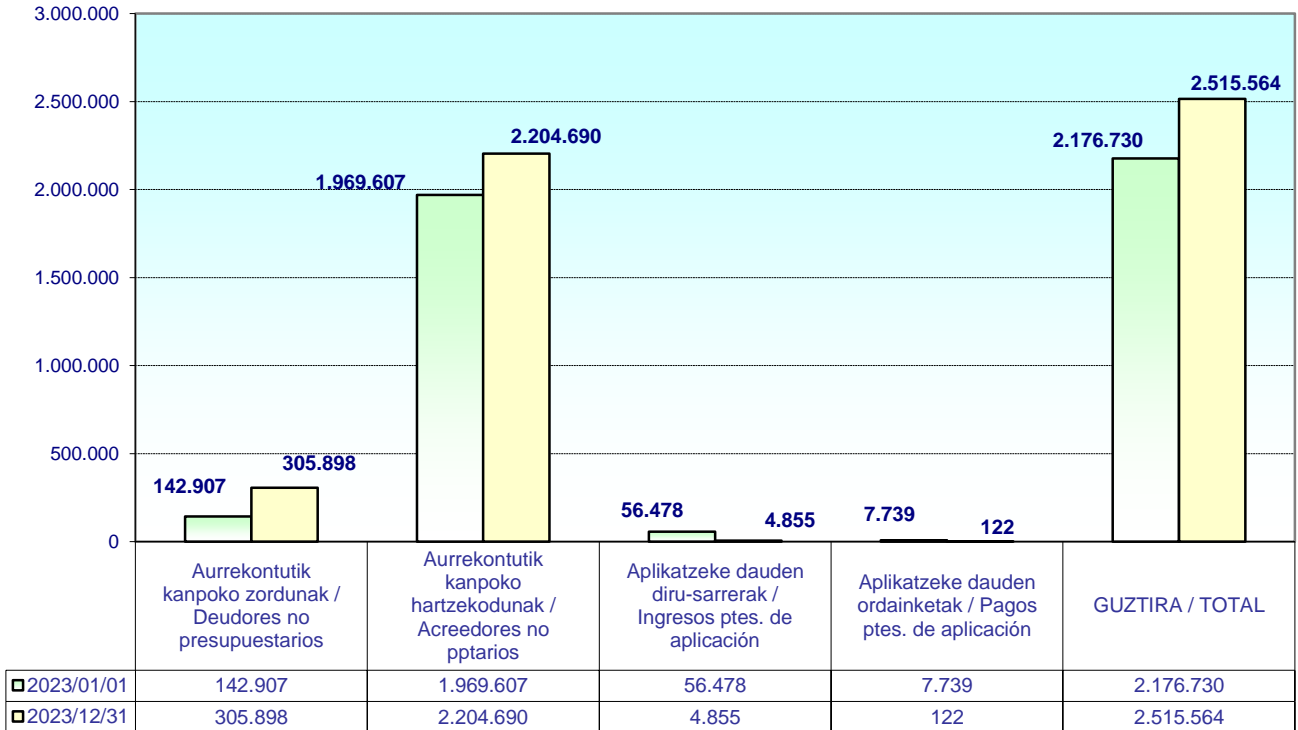 3.000.000
2.500.000
2.000.000
1.500.000
1.000.000
500.000
0
142.907
305.898
1.969.607
2.204.690
56.478
4.855
7.739
122
2.176.730
2.515.564
Aurrekontutik
kanpoko zordunak /
Deudores no
presupuestarios
Aurrekontutik
kanpoko
hartzekodunak /
Acreedores no
pptarios
Aplikatzeke dauden
diru-sarrerak /
Ingresos ptes. de
aplicación
Aplikatzeke dauden
ordainketak / Pagos
ptes. de aplicación
GUZTIRA / TOTAL
2023/01/01 142.907 1.969.607 56.478 7.739 2.176.730
2023/12/31 305.898 2.204.690 4.855 122 2.515.564